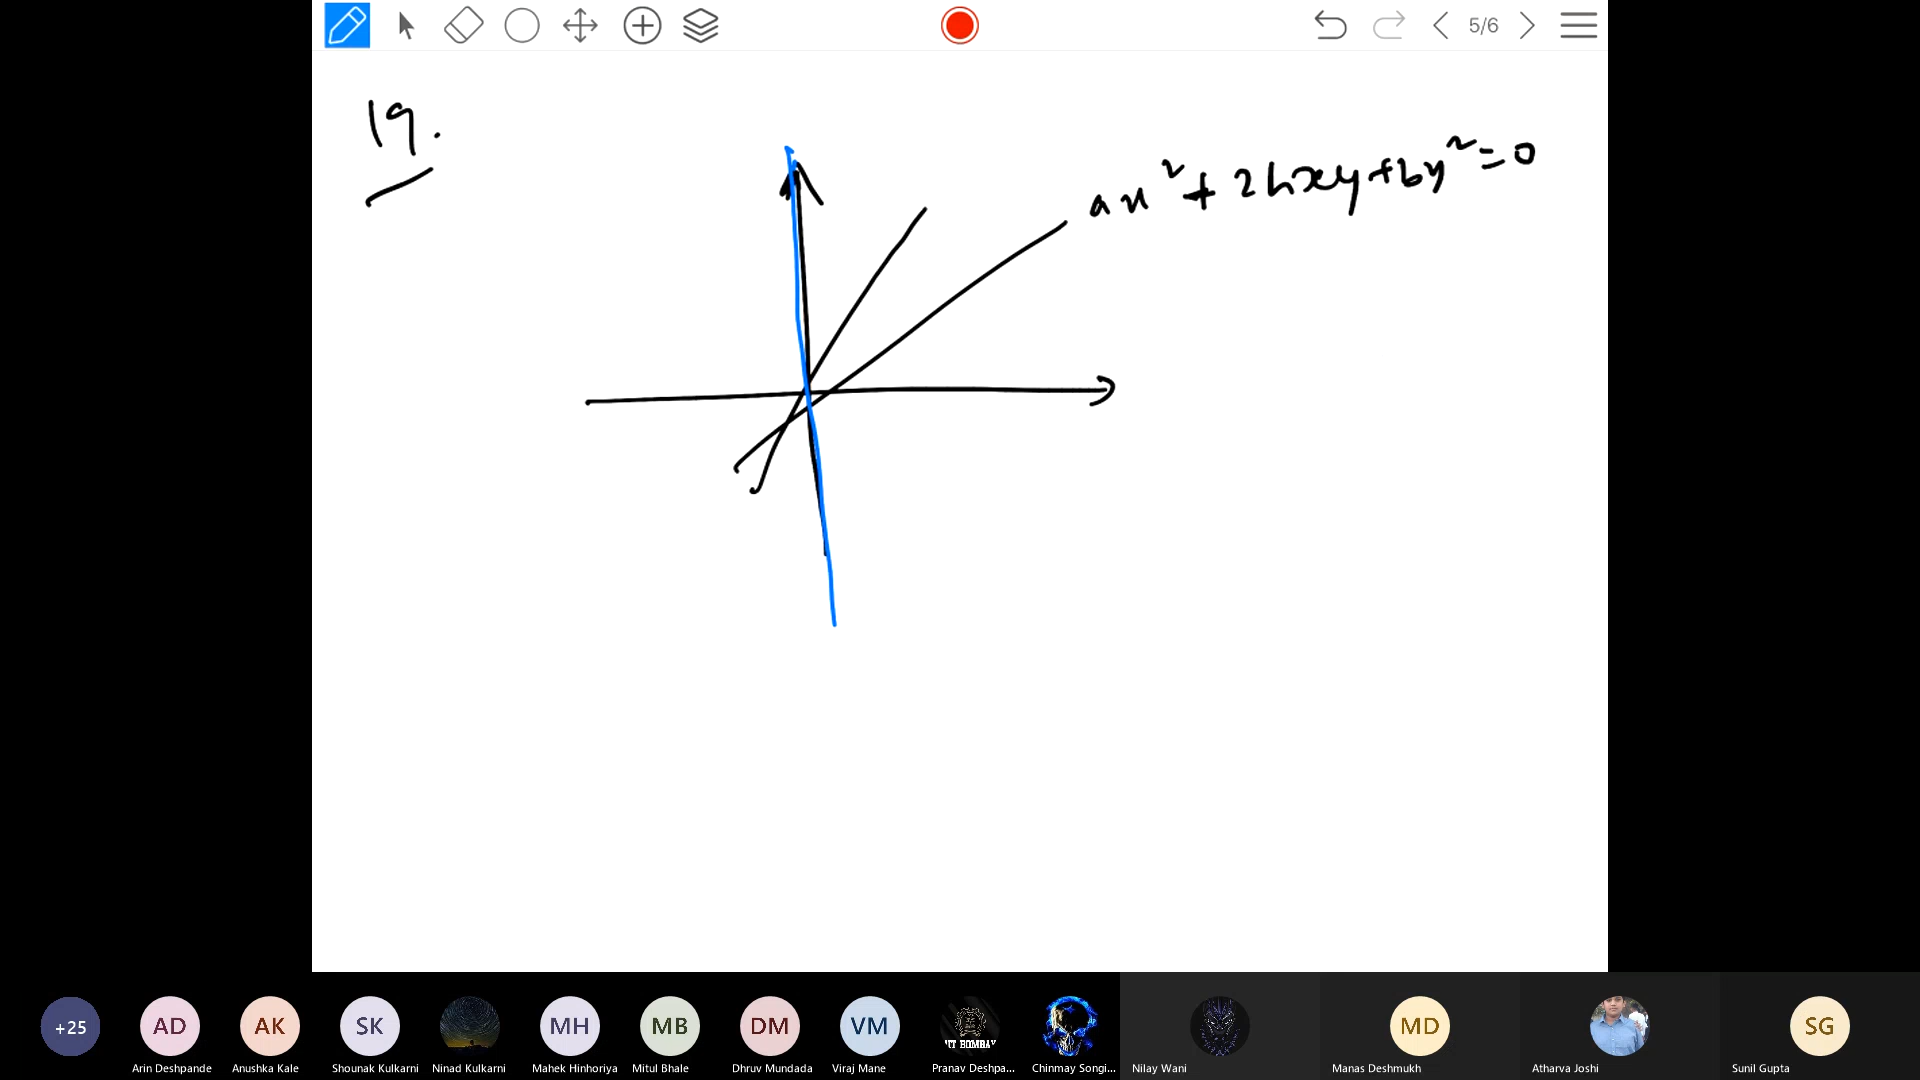 5/6
19.
ax² + 2hxy + by² = 0
+25
AD
AK
SK
MH
MB
DM
VM
IIT BOMBAY
MD
SG
Arin Deshpande
Anushka Kale
Shounak Kulkarni
Ninad Kulkarni
Mahek Hinhoriya
Mitul Bhale
Dhruv Mundada
Viraj Mane
Pranav Deshpa...
Chinmay Songi...
Nilay Wani
Manas Deshmukh
Atharva Joshi
Sunil Gupta